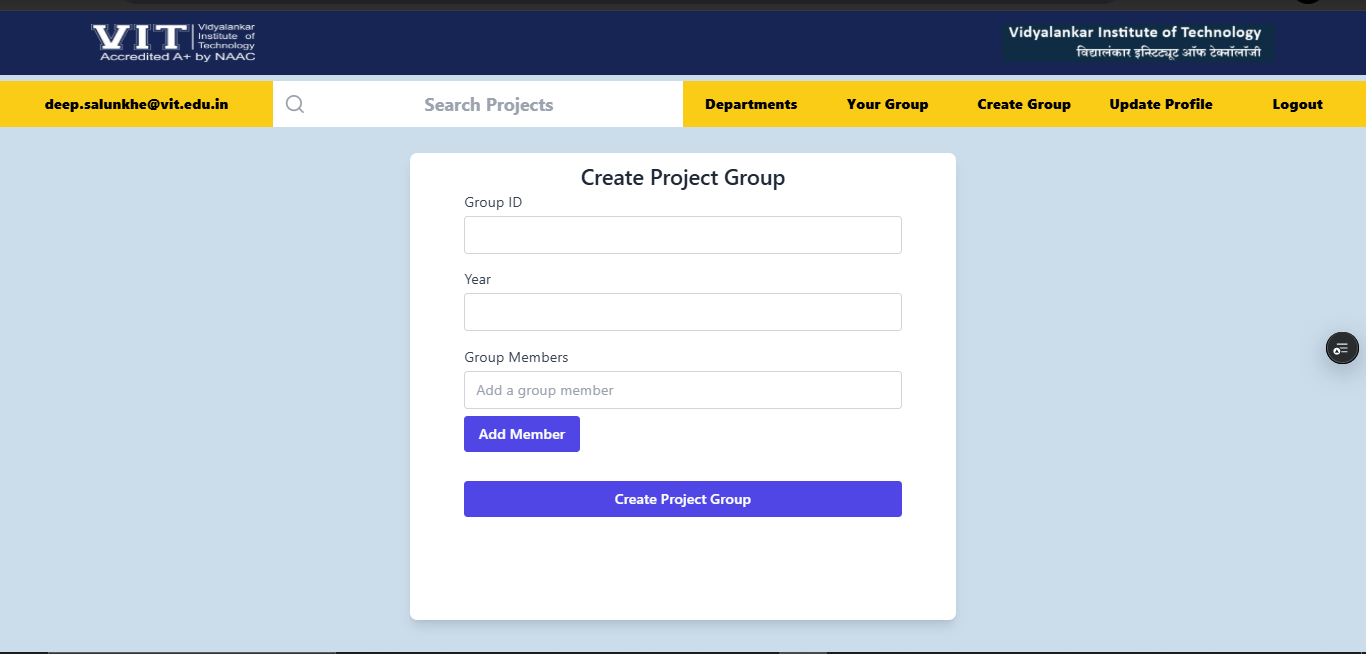 VIT
Vidyalankar
Institute of
Technology
Accredited A+ by NAAC
Vidyalankar Institute of Technology
विद्यालंकार इन्स्टिट्यूट ऑफ टेक्नॉलॉजी
deep.salunkhe@vit.edu.in
Search Projects
Departments
Your Group
Create Group
Update Profile
Logout
Create Project Group
Group ID
Year
Group Members
Add a group member
Add Member
Create Project Group